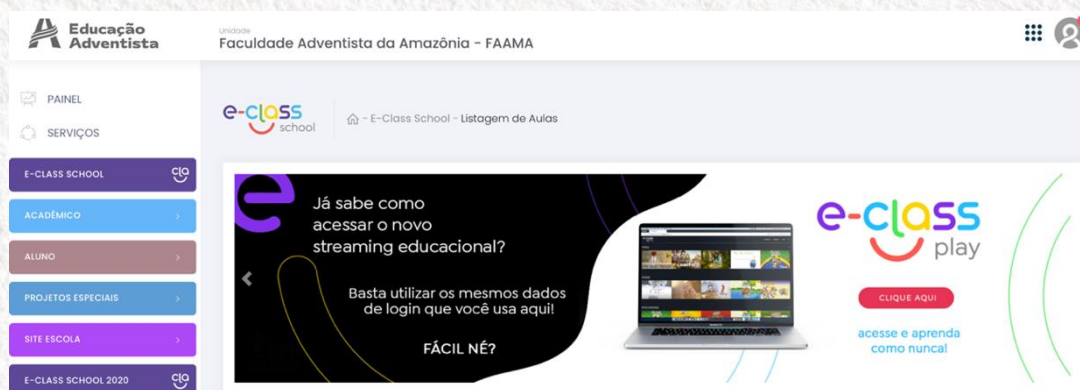 Educação
Adventista
Unidade
Faculdade Adventista da Amazônia - FAAMA
PAINEL
SERVIÇOS
E-CLASS SCHOOL
ACADÊMICO
ALUNO
PROJETOS ESPECIAIS
SITE ESCOLA
E-CLASS SCHOOL 2020
e-class
school
- E-Class School - Listagem de Aulas
e
Já sabe como
acessar o novo
streaming educacional?
Basta utilizar os mesmos dados
de login que você usa aqui!
FÁCIL NÉ?
e-class
play
CLIQUE AQUI
acesse e aprenda
como nunca!